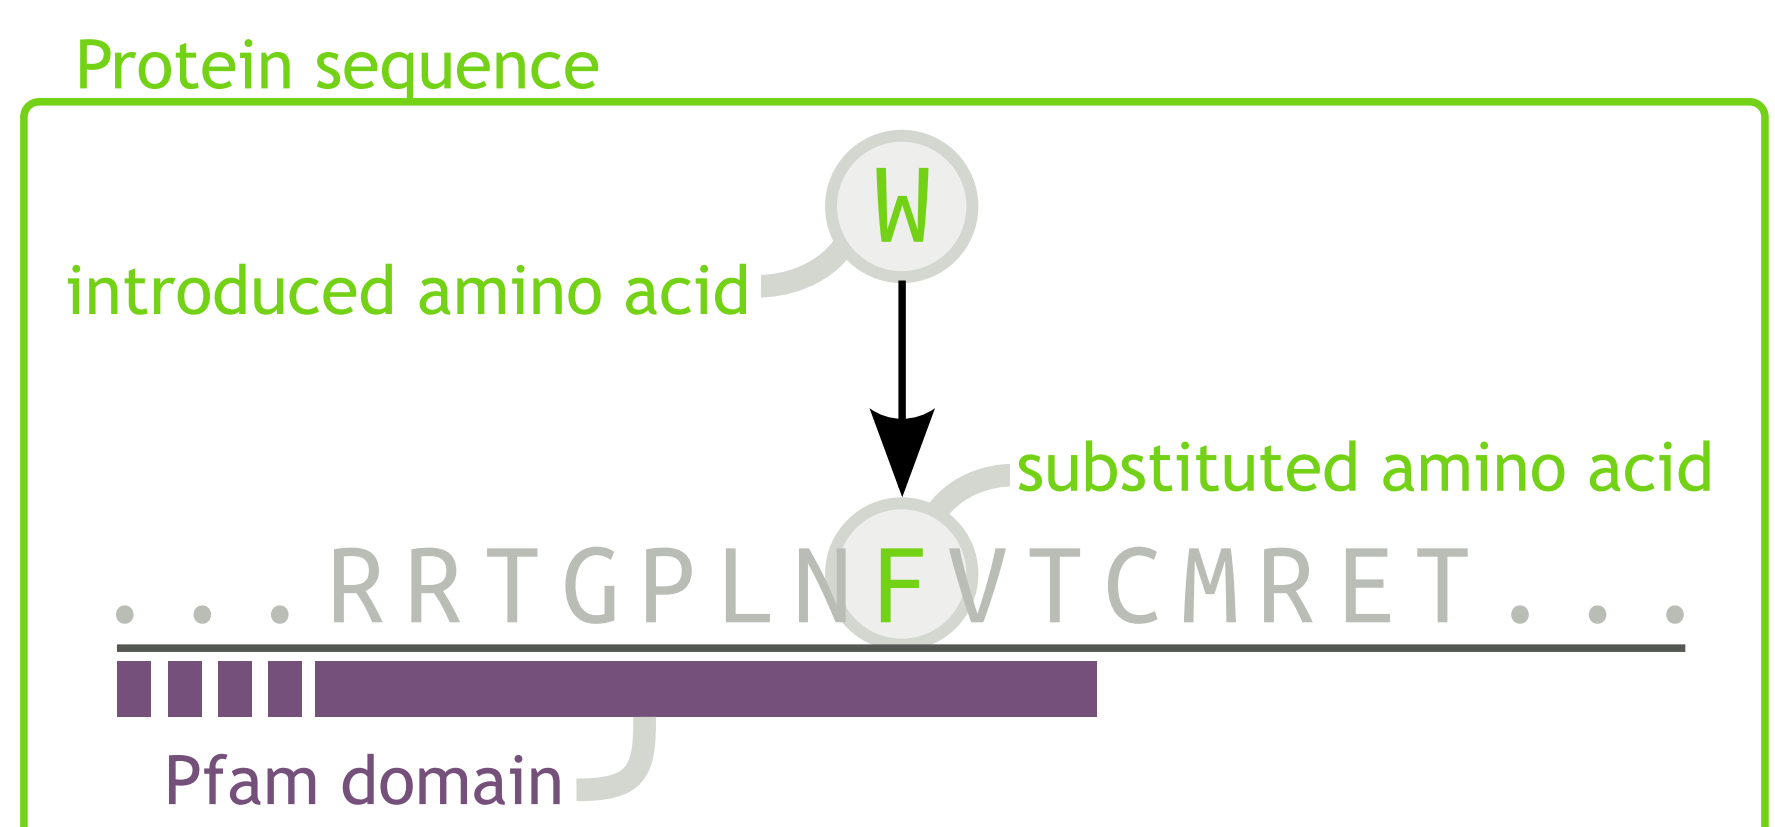 Protein sequence
W
introduced amino acid
substituted amino acid
...RRTGPLNFVTCMRET...
Pfam domain